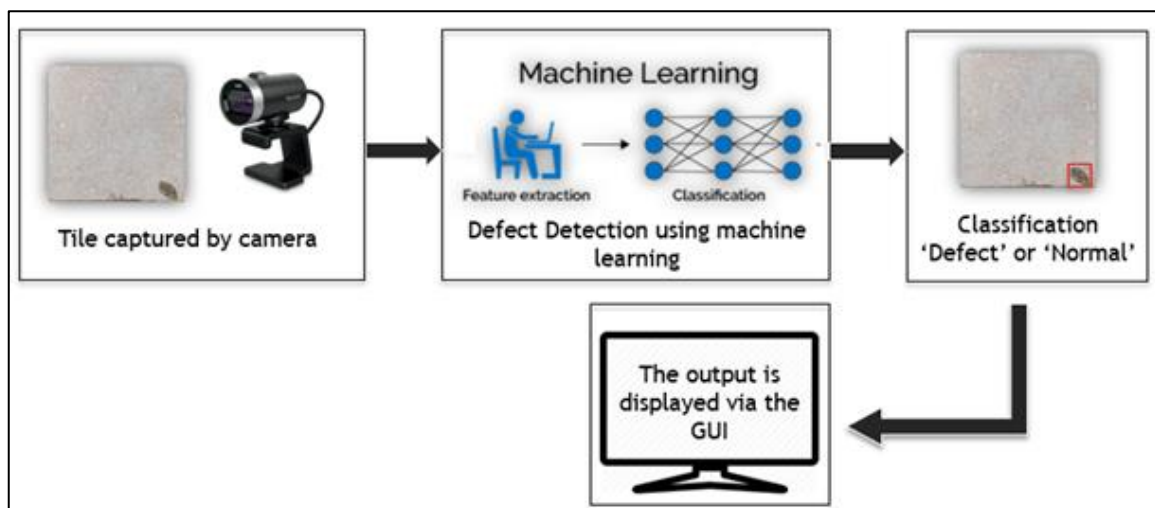 Tile captured by camera
Machine Learning
Feature extraction
Classification
Defect Detection using machine
learning
Classification
‘Defect’ or ‘Normal’
The output is
displayed via the
GUI